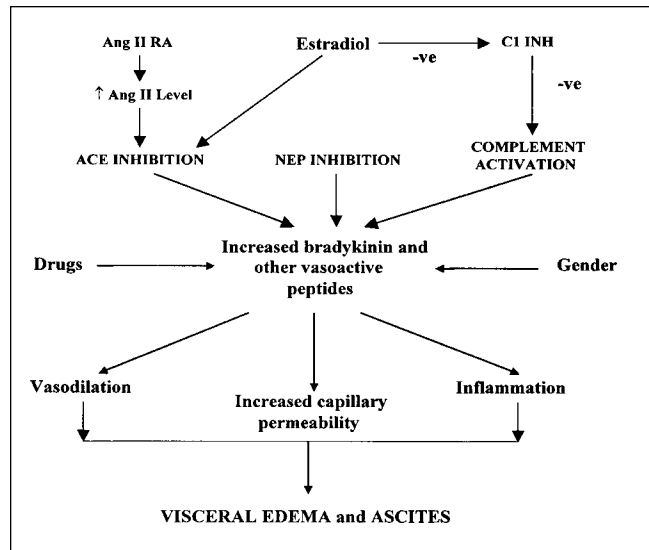 Ang II RA
Estradiol
-ve
C1 INH
↑ Ang II Level
-ve
ACE INHIBITION
NEP INHIBITION
COMPLEMENT
ACTIVATION
Drugs
Increased bradykinin and
other vasoactive
peptides
Gender
Vasodilation
Increased capillary
permeability
Inflammation
VISCERAL EDEMA and ASCITES